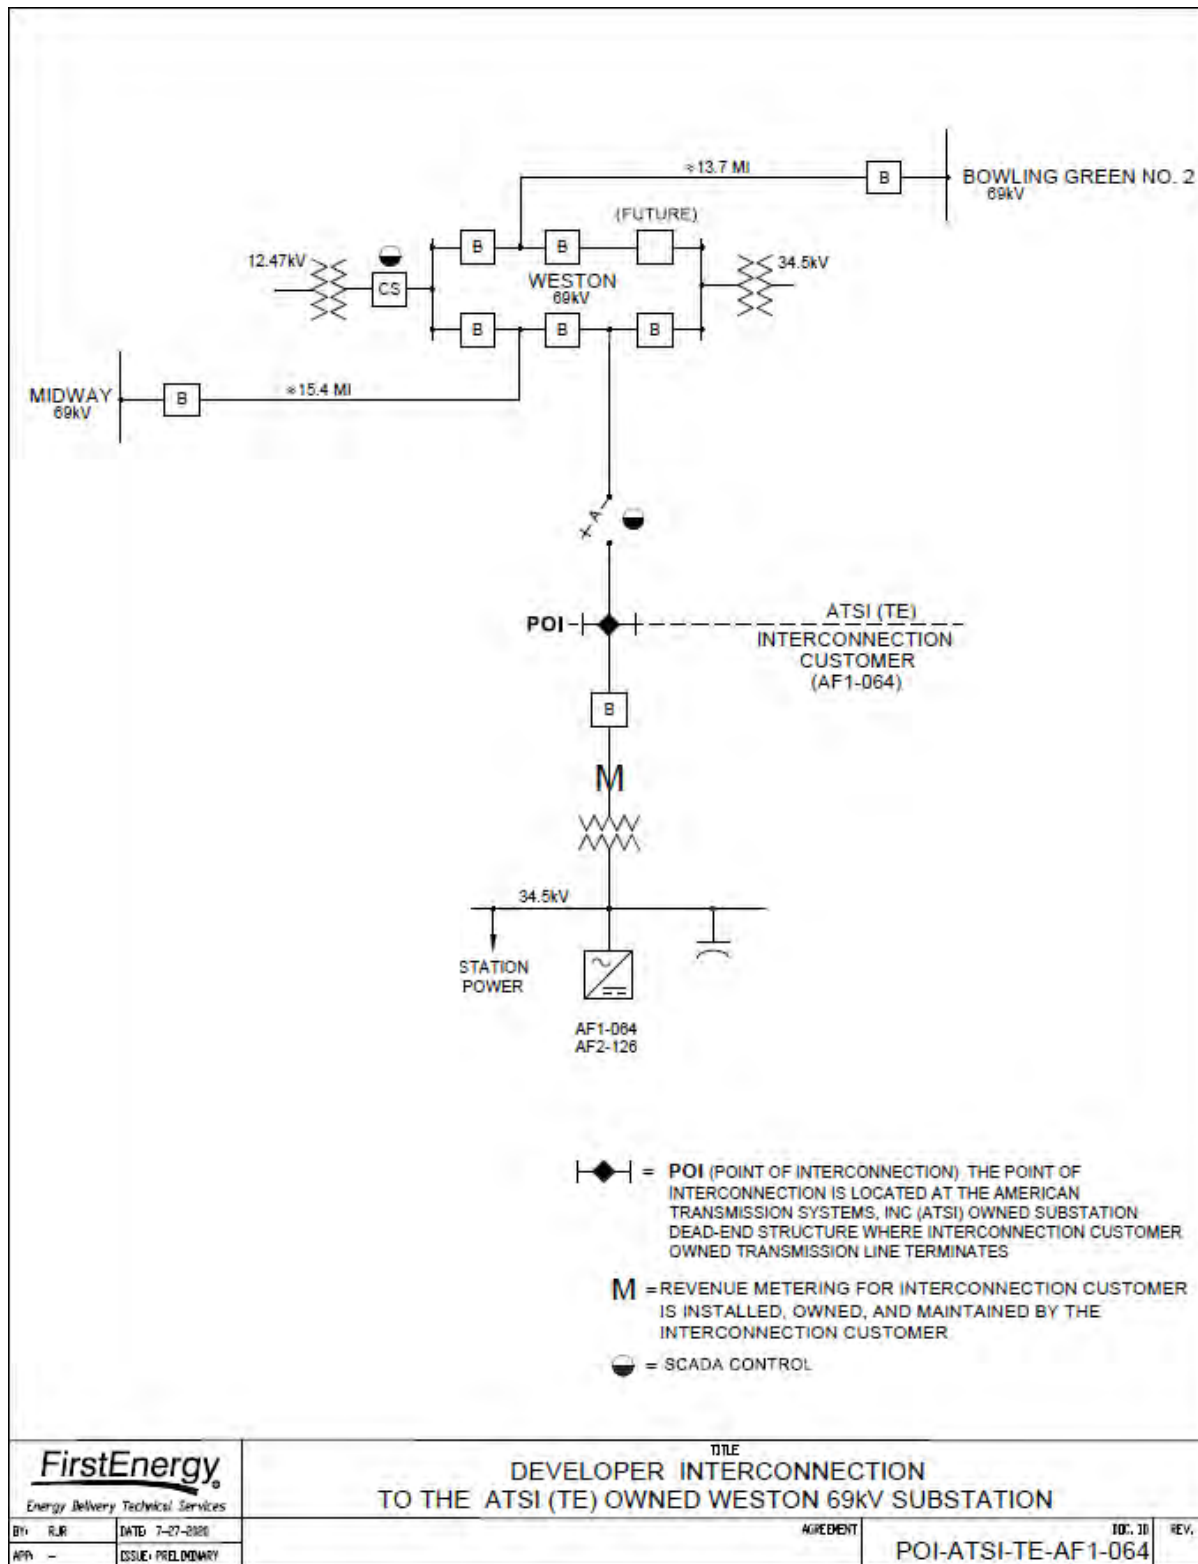 ≈13.7 MI
B
BOWLING GREEN NO. 2
69kV
(FUTURE)
B
B
12.47kV
34.5kV
CS
WESTON
69kV
B
B
B
MIDWAY
69kV
B
≈15.4 MI
A
POI
ATSI (TE)
INTERCONNECTION
CUSTOMER
(AF1-064)
B
M
34.5kV
STATION
POWER
AF1-064
AF2-126
= POI (POINT OF INTERCONNECTION) THE POINT OF
INTERCONNECTION IS LOCATED AT THE AMERICAN
TRANSMISSION SYSTEMS, INC (ATSI) OWNED SUBSTATION
DEAD-END STRUCTURE WHERE INTERCONNECTION CUSTOMER
OWNED TRANSMISSION LINE TERMINATES
M = REVENUE METERING FOR INTERCONNECTION CUSTOMER
IS INSTALLED, OWNED, AND MAINTAINED BY THE
INTERCONNECTION CUSTOMER
= SCADA CONTROL
FirstEnergy
Energy Delivery Technical Services
TITLE
DEVELOPER INTERCONNECTION
TO THE ATSI (TE) OWNED WESTON 69kV SUBSTATION
BY: RJR
DATE: 7-27-2020
APP: -
ISSUE: PRELIMINARY
AGREEMENT
DOC. ID
POI-ATSI-TE-AF1-064
REV.